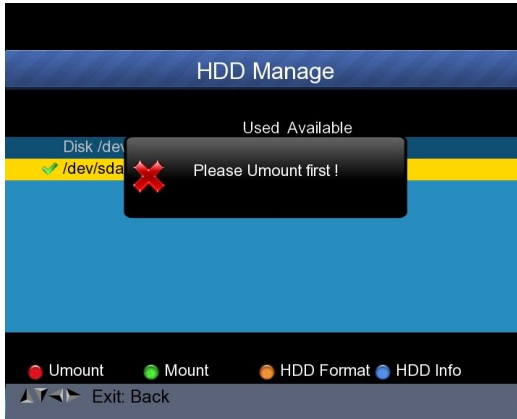 HDD Manage
Used Available
Disk /dev
/dev/sda
Please Umount first !
Umount Mount HDD Format HDD Info
Exit: Back